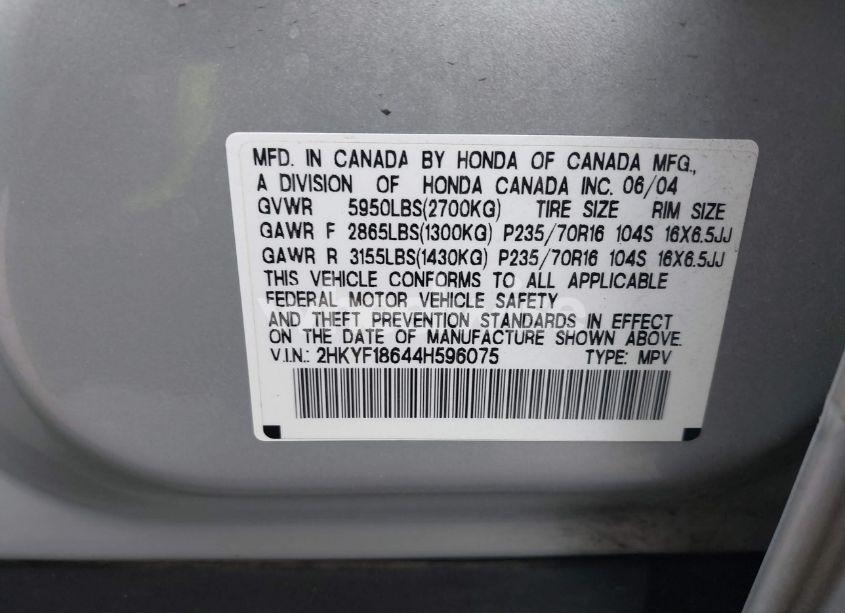 MFD. IN CANADA BY HONDA OF CANADA MFG.,
A DIVISION OF HONDA CANADA INC. 06/04
GVWR 5950LBS(2700KG) TIRE SIZE RIM SIZE
GAWR F 2865LBS(1300KG) P235/70R16 104S 16X6.5JJ
GAWR R 3155LBS(1430KG) P235/70R16 104S 16X6.5JJ
THIS VEHICLE CONFORMS TO ALL APPLICABLE
FEDERAL MOTOR VEHICLE SAFETY
AND THEFT PREVENTION STANDARDS IN EFFECT
ON THE DATE OF MANUFACTURE SHOWN ABOVE.
V.I.N.: 2HKYF18644H596075 TYPE: MPV